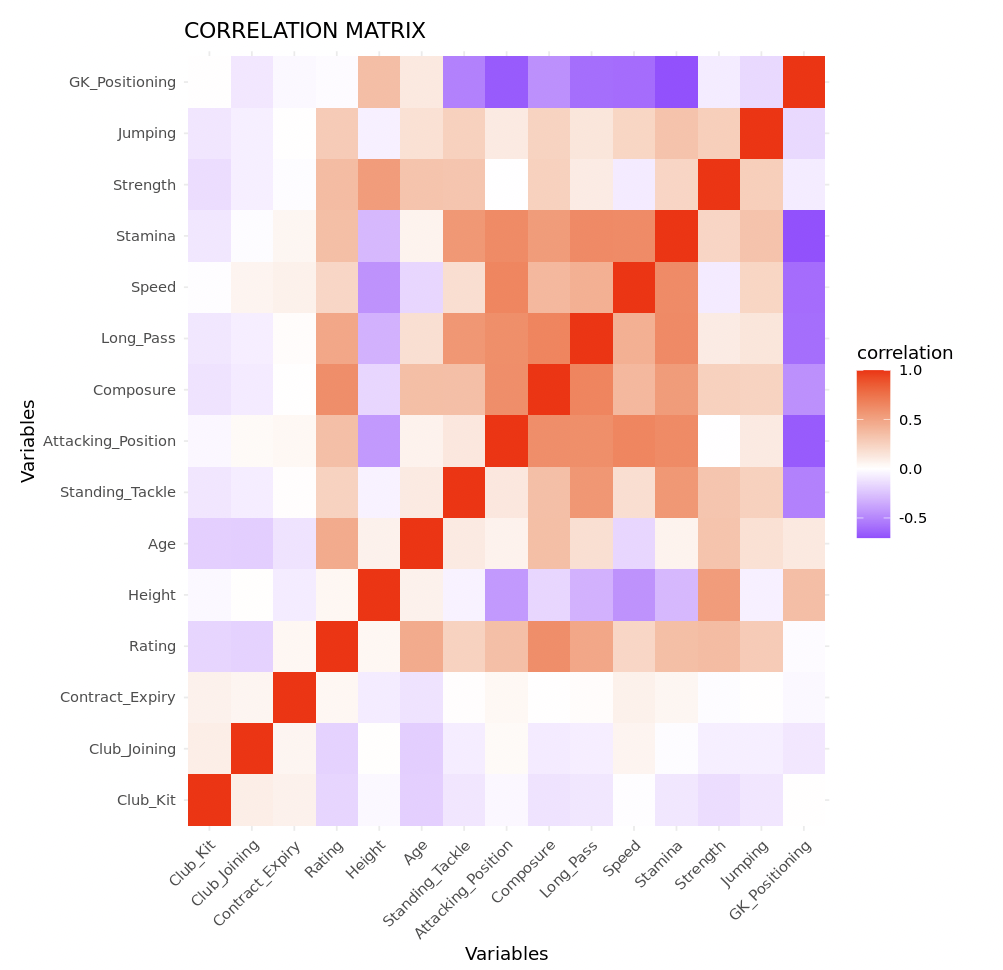 CORRELATION MATRIX
GK_Positioning
Jumping
Strength
Stamina
Speed
Long_Pass
Composure
Attacking_Position
Standing_Tackle
Age
Height
Rating
Contract_Expiry
Club_Joining
Club_Kit
Variables
Club_Kit
Club_Joining
Contract_Expiry
Rating
Height
Age
Standing_Tackle
Attacking_Position
Composure
Long_Pass
Speed
Stamina
Strength
Jumping
GK_Positioning
Variables
correlation
1.0
0.5
0.0
-0.5